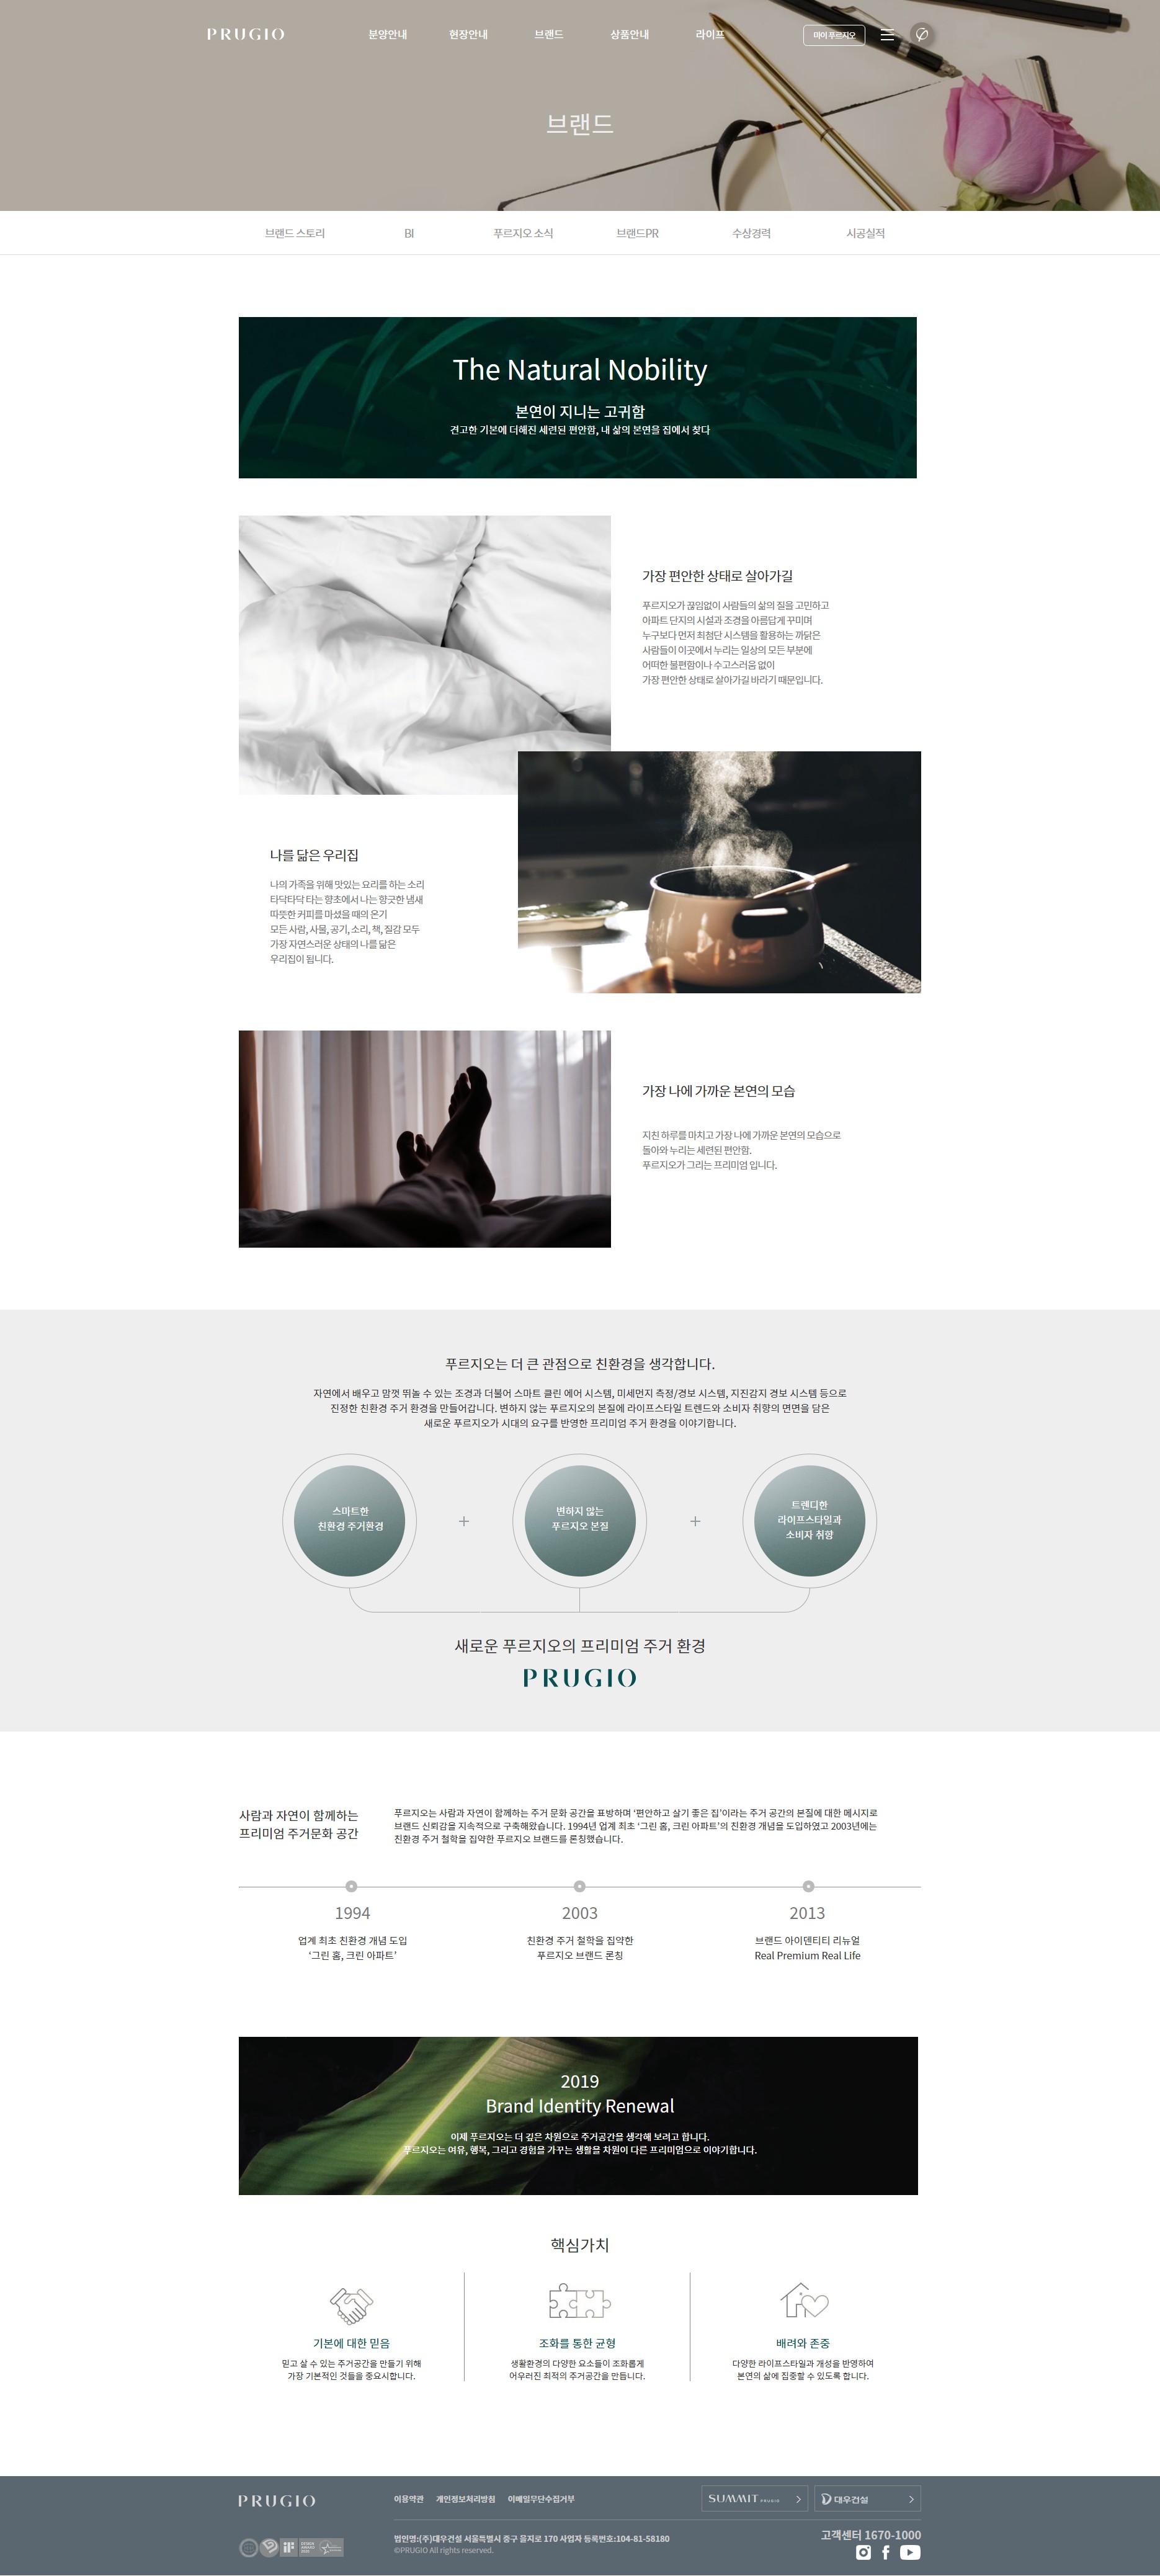 PRUGIO
분양안내
현장안내
브랜드
상품안내
라이프
마이 푸르지오
브랜드
브랜드 스토리
BI
푸르지오 소식
브랜드PR
수상경력
시공실적
The Natural Nobility
본연이 지니는 고귀함
견고한 기본에 더해진 세련된 편안함, 내 삶의 본연을 집에서 찾다
가장 편안한 상태로 살아가길
푸르지오가 끊임없이 사람들의 삶의 질을 고민하고
아파트 단지의 시설과 조경을 아름답게 꾸미며
누구보다 먼저 최첨단 시스템을 활용하는 까닭은
사람들이 이곳에서 누리는 일상의 모든 부분에
어떠한 불편함이나 수고스러움 없이
가장 편안한 상태로 살아가길 바라기 때문입니다.
나를 닮은 우리집
나의 가족을 위해 맛있는 요리를 하는 소리
타닥타닥 타는 향초에서 나는 향긋한 냄새
따뜻한 커피를 마셨을 때의 온기
모든 사람, 사물, 공기, 소리, 책, 질감 모두
가장 자연스러운 상태의 나를 닮은
우리집이 됩니다.
가장 나에 가까운 본연의 모습
지친 하루를 마치고 가장 나에 가까운 본연의 모습으로
돌아와 누리는 세련된 편안함.
푸르지오가 그리는 프리미엄 입니다.
푸르지오는 더 큰 관점으로 친환경을 생각합니다.
자연에서 배우고 맘껏 뛰놀 수 있는 조경과 더불어 스마트 클린 에어 시스템, 미세먼지 측정/경보 시스템, 지진감지 경보 시스템 등으로
진정한 친환경 주거 환경을 만들어갑니다. 변하지 않는 푸르지오의 본질에 라이프스타일 트렌드와 소비자 취향의 면면을 담은
새로운 푸르지오가 시대의 요구를 반영한 프리미엄 주거 환경을 이야기합니다.
스마트한
친환경 주거환경
+
변하지 않는
푸르지오 본질
+
트렌디한
라이프스타일과
소비자 취향
새로운 푸르지오의 프리미엄 주거 환경
PRUGIO
사람과 자연이 함께하는
프리미엄 주거문화 공간
푸르지오는 사람과 자연이 함께하는 주거 문화 공간을 표방하며 ‘편안하고 살기 좋은 집’이라는 주거 공간의 본질에 대한 메시지로
브랜드 신뢰감을 지속적으로 구축해왔습니다. 1994년 업계 최초 ‘그린 홈, 크린 아파트’의 친환경 개념을 도입하였고 2003년에는
친환경 주거 철학을 집약한 푸르지오 브랜드를 론칭했습니다.
1994
업계 최초 친환경 개념 도입
‘그린 홈, 크린 아파트’
2003
친환경 주거 철학을 집약한
푸르지오 브랜드 론칭
2013
브랜드 아이덴티티 리뉴얼
Real Premium Real Life
2019
Brand Identity Renewal
이제 푸르지오는 더 깊은 차원으로 주거공간을 생각해 보려고 합니다.
푸르지오는 여유, 행복, 그리고 경험을 가꾸는 생활을 차원이 다른 프리미엄으로 이야기합니다.
핵심가치
기본에 대한 믿음
믿고 살 수 있는 주거공간을 만들기 위해
가장 기본적인 것들을 중요시합니다.
조화를 통한 균형
생활환경의 다양한 요소들이 조화롭게
어우러진 최적의 주거공간을 만듭니다.
배려와 존중
다양한 라이프스타일과 개성을 반영하여
본연의 삶에 집중할 수 있도록 합니다.
PRUGIO
이용약관
개인정보처리방침
이메일무단수집거부
SUMMIT PRUGIO
대우건설
법인명:(주)대우건설 서울특별시 중구 을지로 170 사업자 등록번호:104-81-58180
©PRUGIO All rights reserved.
고객센터 1670-1000